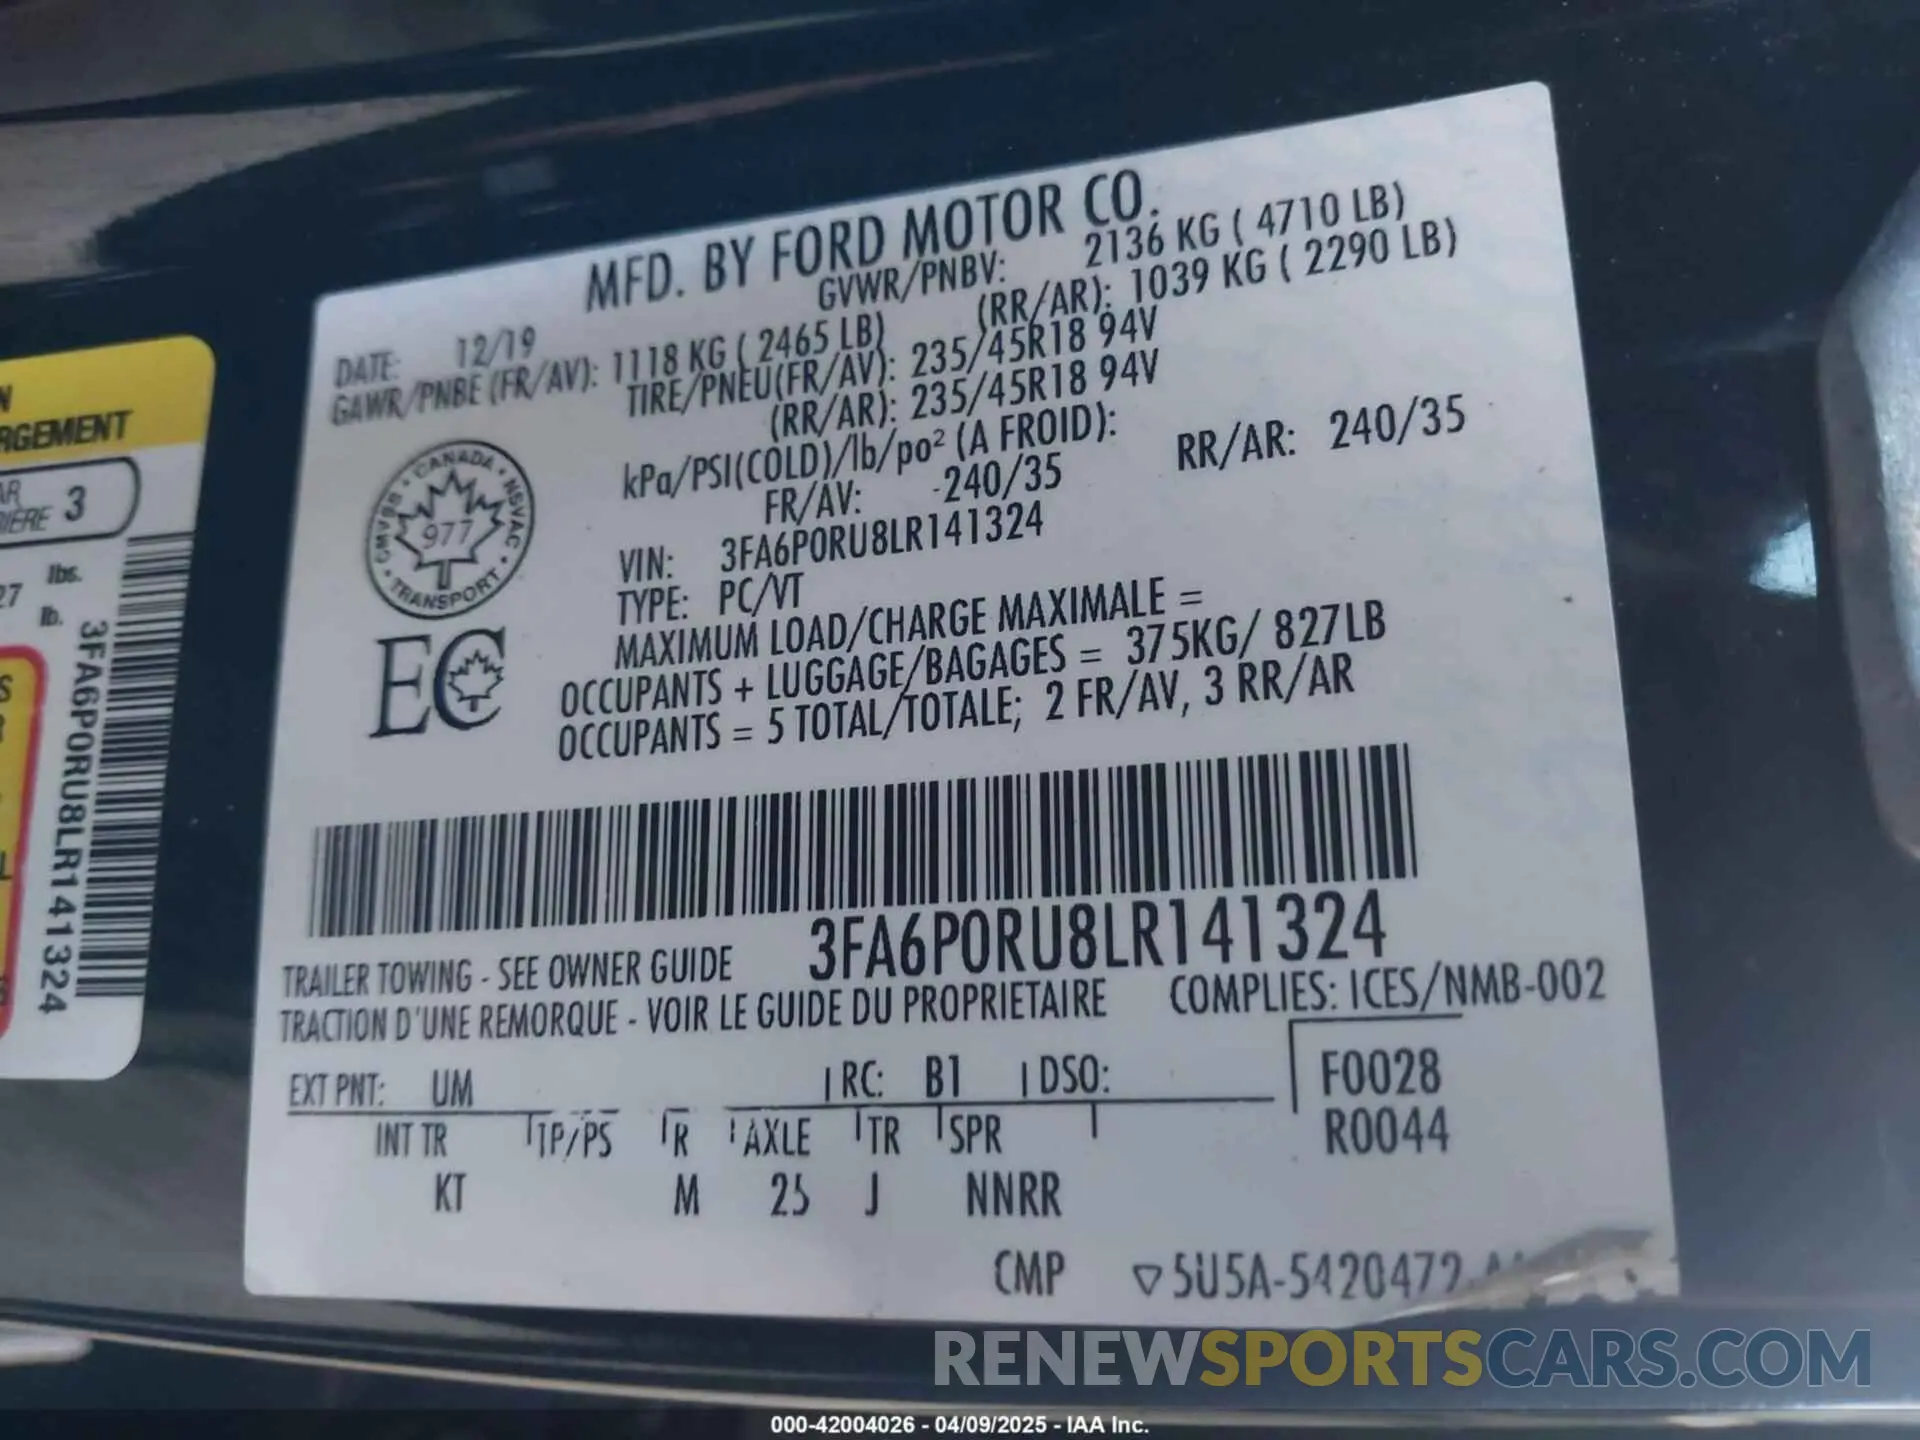 MFD. BY FORD MOTOR CO.
GVWR/PNBV: 2136 KG ( 4710 LB)
DATE: 12/19
GAWR/PNBE (FR/AV): 1118 KG ( 2465 LB) (RR/AR): 1039 KG ( 2290 LB)
TIRE/PNEU(FR/AV): 235/45R18 94V
(RR/AR): 235/45R18 94V
kPa/PSI(COLD)/lb/po² (A FROID):
FR/AV: 240/35 RR/AR: 240/35
VIN: 3FA6P0RU8LR141324
TYPE: PC/VT
MAXIMUM LOAD/CHARGE MAXIMALE =
OCCUPANTS + LUGGAGE/BAGAGES = 375KG/ 827LB
OCCUPANTS = 5 TOTAL/TOTALE; 2 FR/AV, 3 RR/AR
CANADA · NSVAC · TRANSPORT · CMVSS
977
EC
3FA6P0RU8LR141324
TRAILER TOWING - SEE OWNER GUIDE
TRACTION D'UNE REMORQUE - VOIR LE GUIDE DU PROPRIETAIRE
COMPLIES: ICES/NMB-002
EXT PNT: UM RC: B1 DSO:
F0028
R0044
INT TR TP/PS R AXLE TR SPR
KT M 25 J NNRR
CMP ▽5U5A-5420472-
RGEMENT
AR
IÈRE 3
27 lbs.
lb.
3FA6P0RU8LR141324
RENEWSPORTSCARS.COM
000-42004026 - 04/09/2025 - IAA Inc.